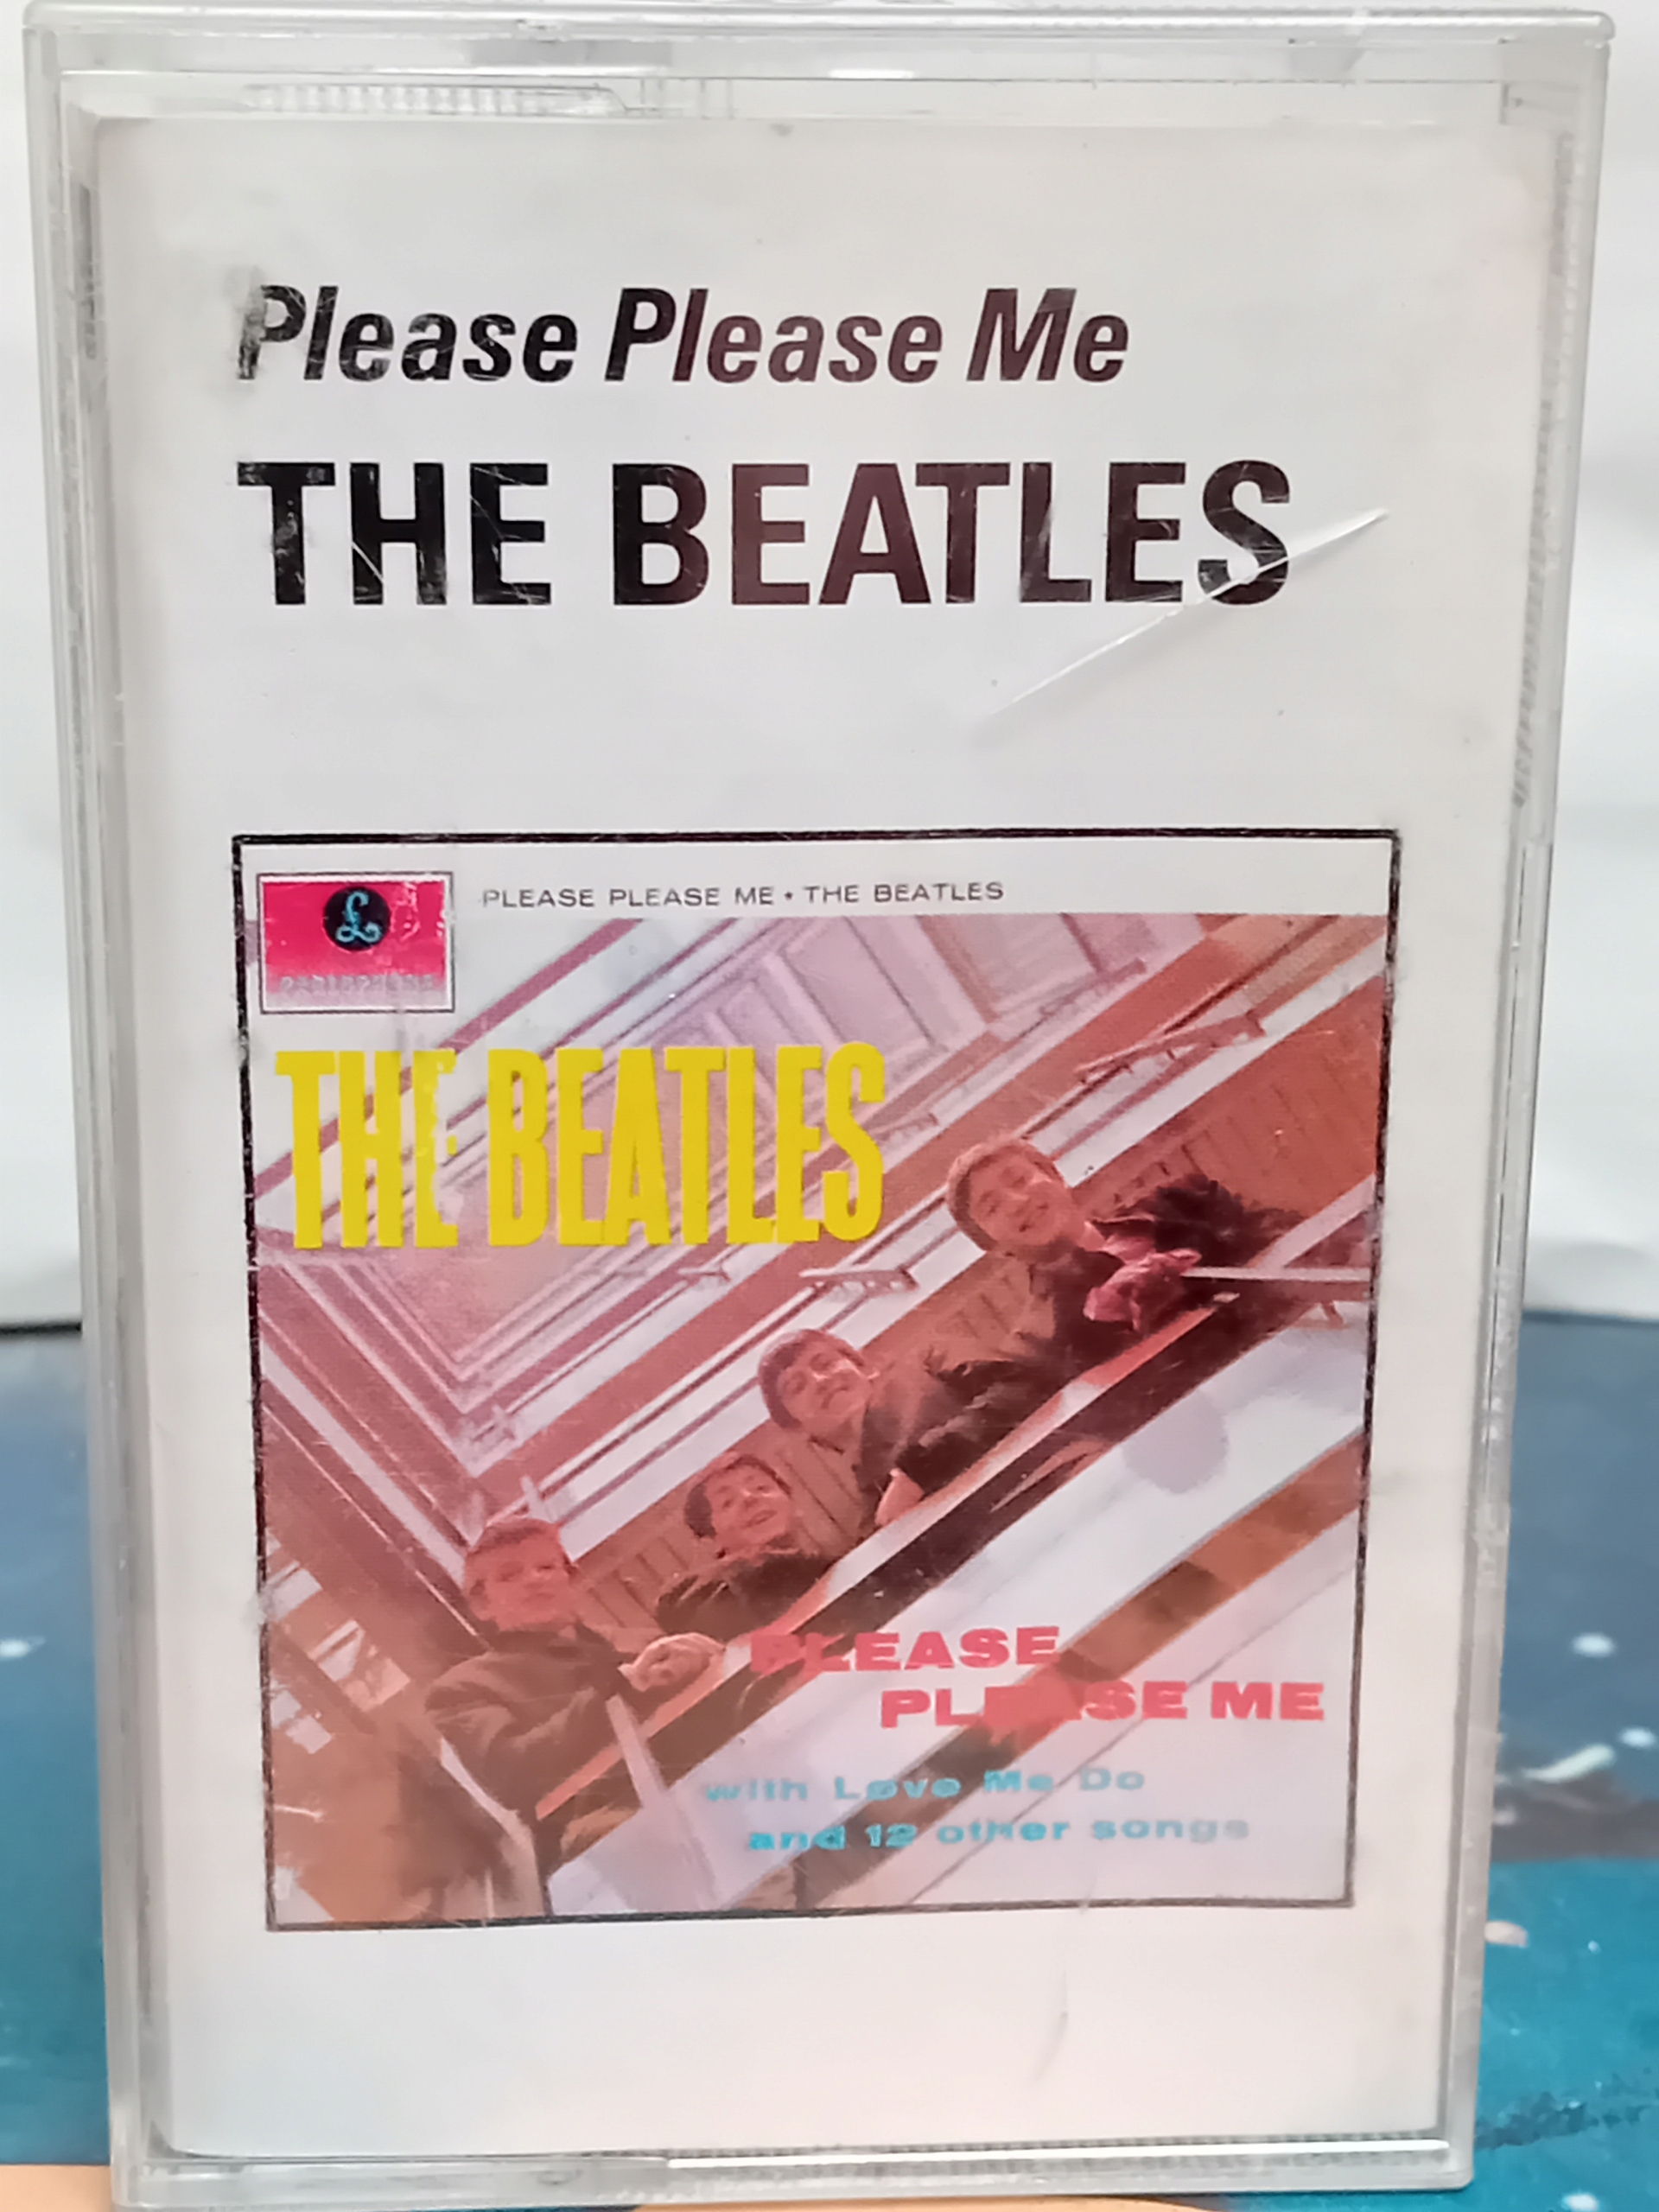 Please Please Me
THE BEATLES
£
PARLOPHONE
PLEASE PLEASE ME • THE BEATLES
THE BEATLES
PLEASE
PLEASE ME
with Love Me Do
and 12 other songs